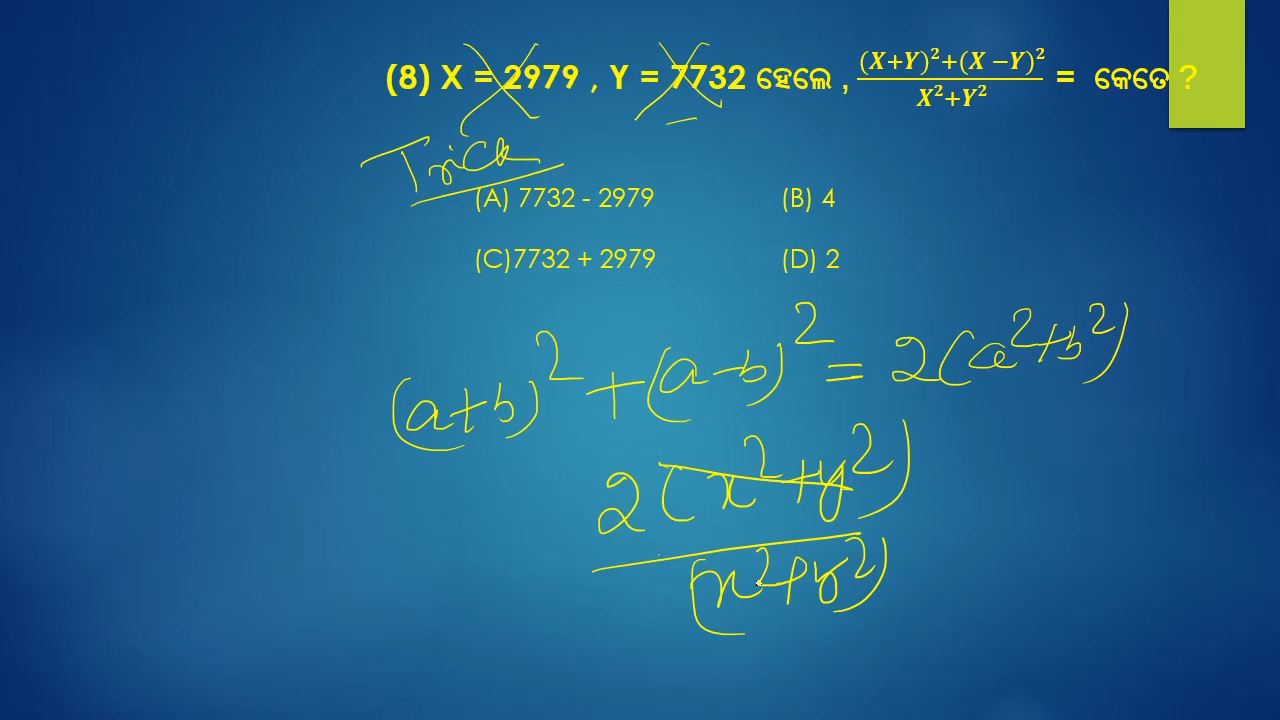 (8) X = 2979 , Y = 7732 ହେଲେ , (X+Y)²+(X −Y)² / X²+Y² = କେତେ ?
Trick
(A) 7732 - 2979 (B) 4
(C)7732 + 2979 (D) 2
(a+b)² + (a-b)² = 2(a²+b²)
2(x²+y²)
(x²+y²)